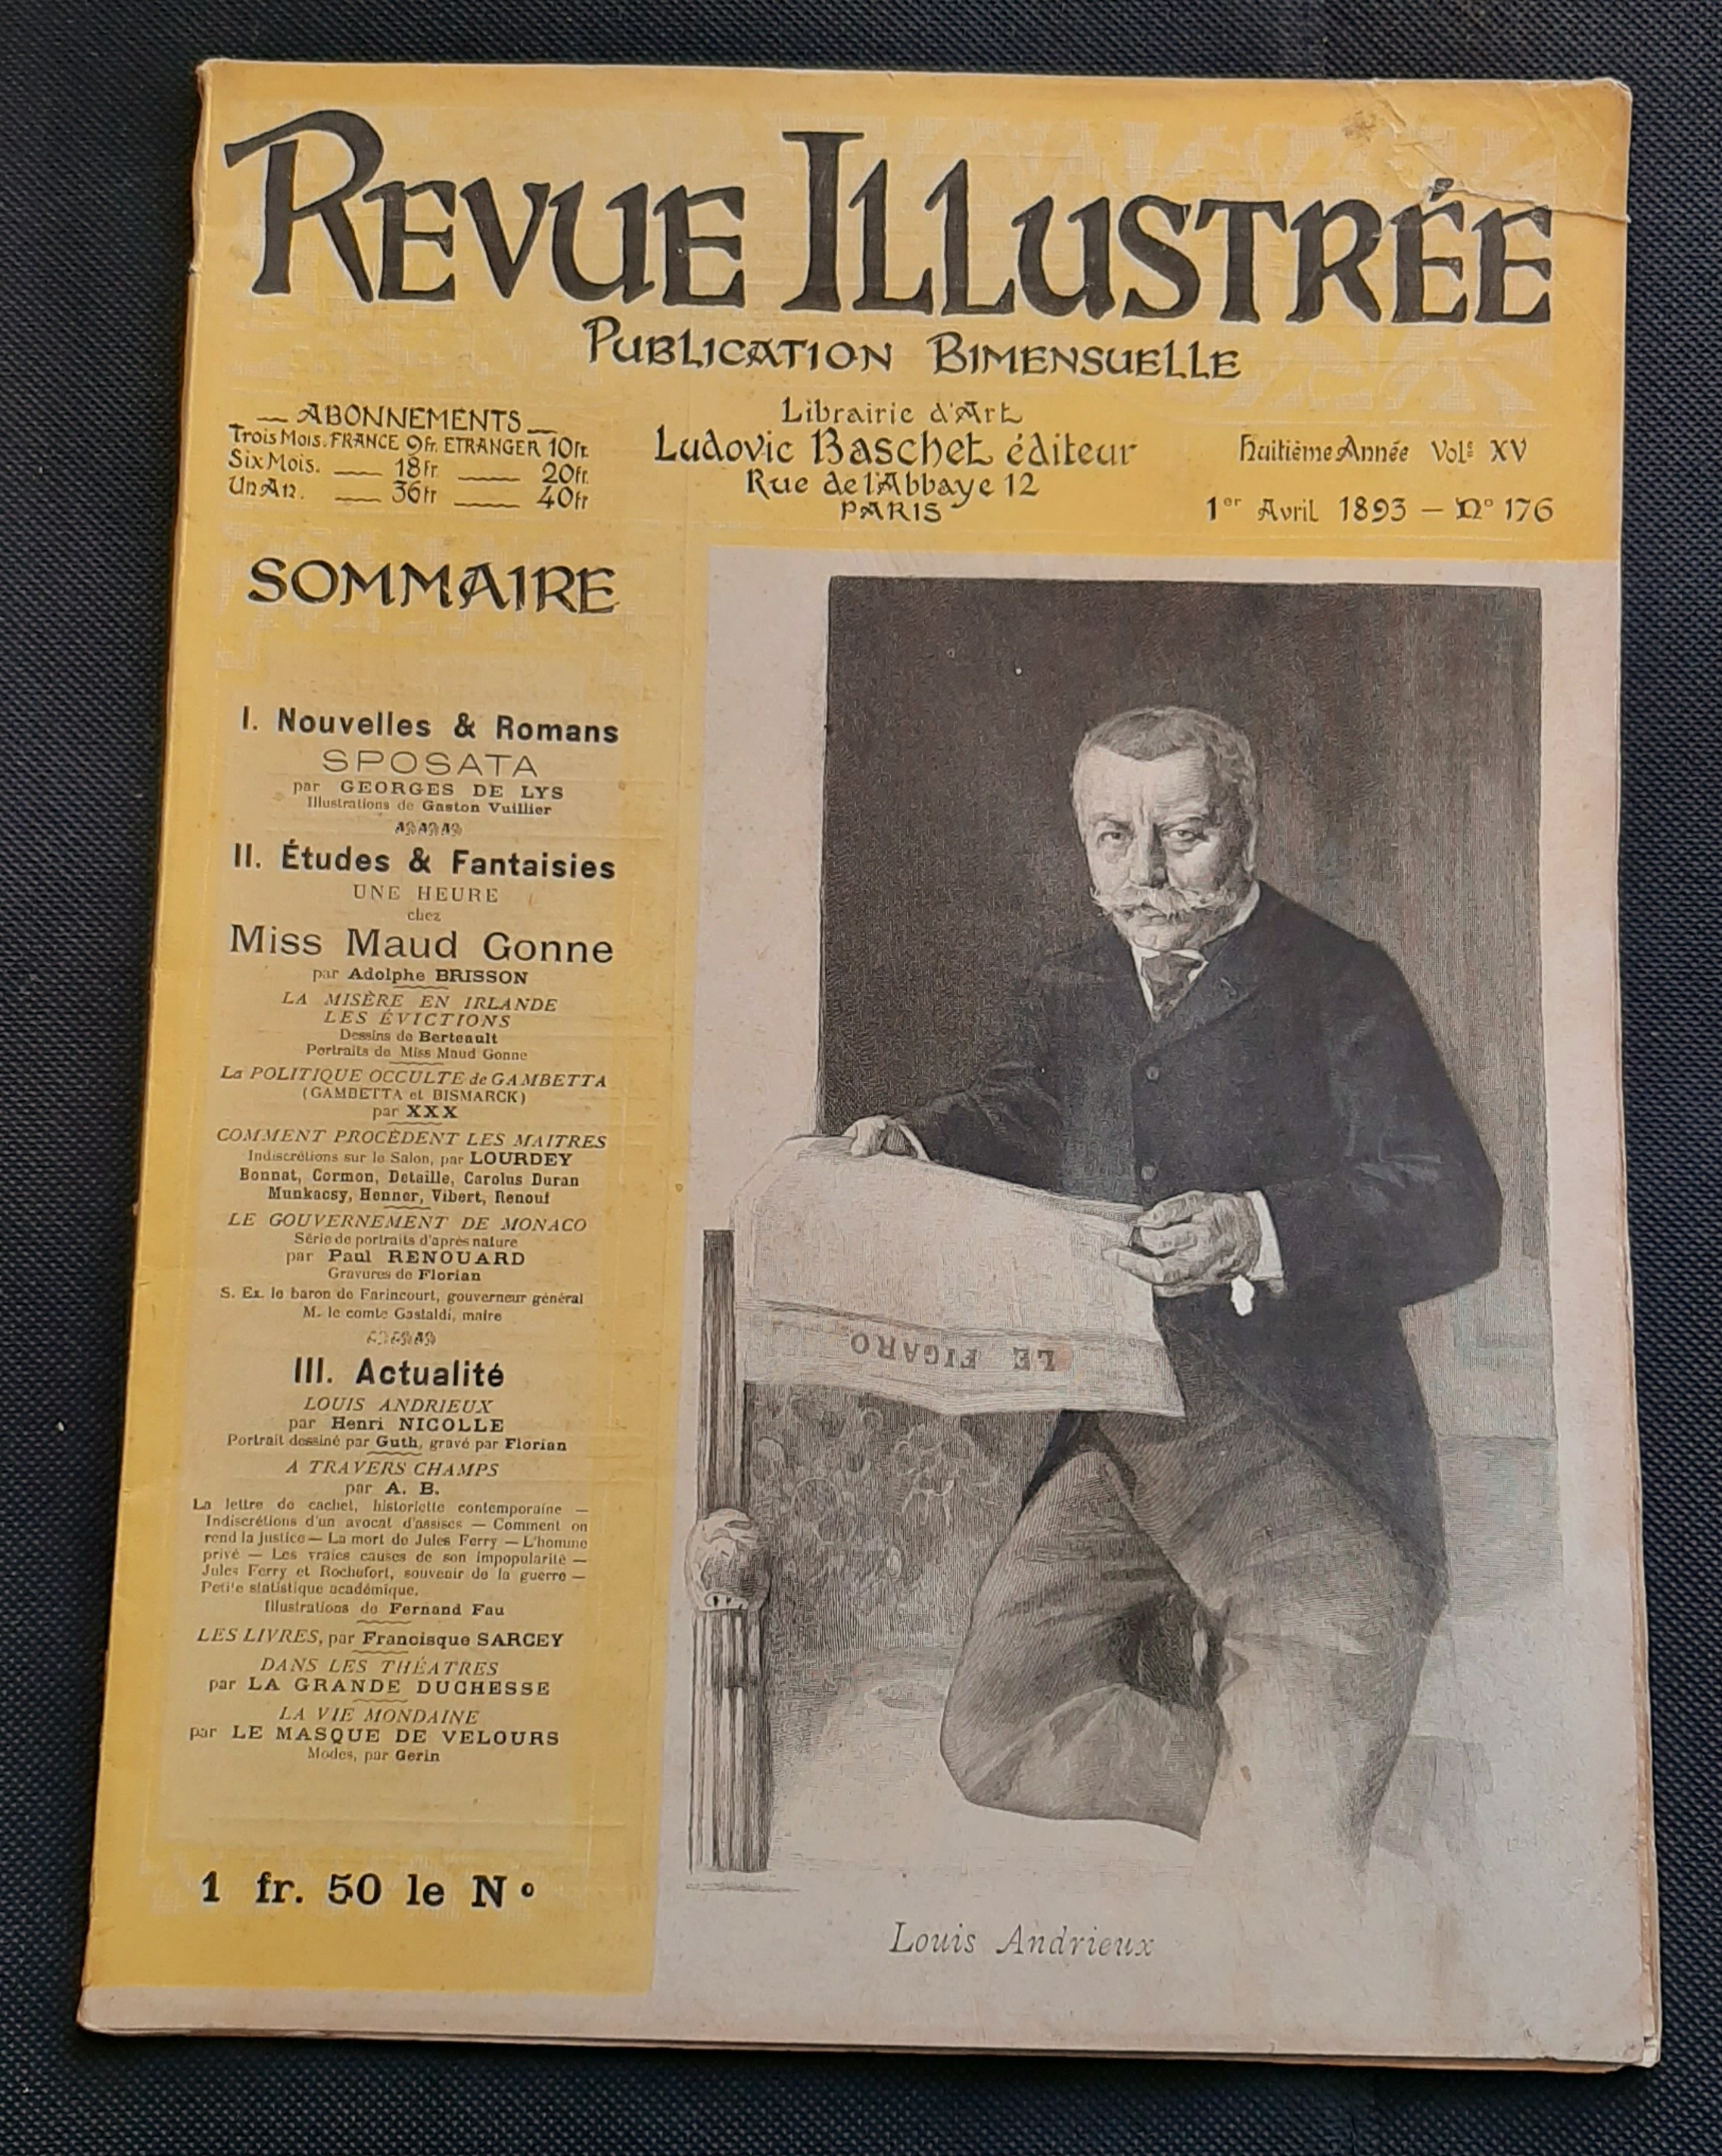 REVUE ILLUSTRÉE
PUBLICATION BIMENSUELLE
ABONNEMENTS
Trois Mois. FRANCE 9fr. ETRANGER 10fr.
Six Mois. 18fr. 20fr.
Un An. 36fr 40fr
Librairie d'Art
Ludovic Baschet éditeur
Rue de l'Abbaye 12
PARIS
Huitième Année Vol.e XV
1er Avril 1893 — No 176
SOMMAIRE
I. Nouvelles & Romans
SPOSATA
par GEORGES DE LYS
Illustrations de Gaston Vuillier
II. Études & Fantaisies
UNE HEURE
chez
Miss Maud Gonne
par Adolphe BRISSON
LA MISÈRE EN IRLANDE
LES ÉVICTIONS
Dessins de Berteault
Portraits de Miss Maud Gonne
La POLITIQUE OCCULTE de GAMBETTA
(GAMBETTA et BISMARCK)
par XXX
COMMENT PROCÈDENT LES MAITRES
Indiscrétions sur le Salon, par LOURDEY
Bonnat, Cormon, Detaille, Carolus Duran
Munkacsy, Henner, Vibert, Renouf
LE GOUVERNEMENT DE MONACO
Série de portraits d'après nature
par Paul RENOUARD
Gravures de Florian
S. Ex. le baron de Farincourt, gouverneur général
M. le comte Gastaldi, maire
III. Actualité
LOUIS ANDRIEUX
par Henri NICOLLE
Portrait dessiné par Guth, gravé par Florian
A TRAVERS CHAMPS
par A. B.
La lettre de cachet, historiette contemporaine —
Indiscrétions d'un avocat d'assises — Comment on
rend la justice — La mort de Jules Ferry — L'homme
privé — Les vraies causes de son impopularité —
Jules Ferry et Rochefort, souvenir de la guerre —
Petite statistique académique.
Illustrations de Fernand Fau
LES LIVRES, par Francisque SARCEY
DANS LES THÉATRES
par LA GRANDE DUCHESSE
LA VIE MONDAINE
par LE MASQUE DE VELOURS
Modes, par Gerin
1 fr. 50 le No
LE FIGARO
Louis Andrieux